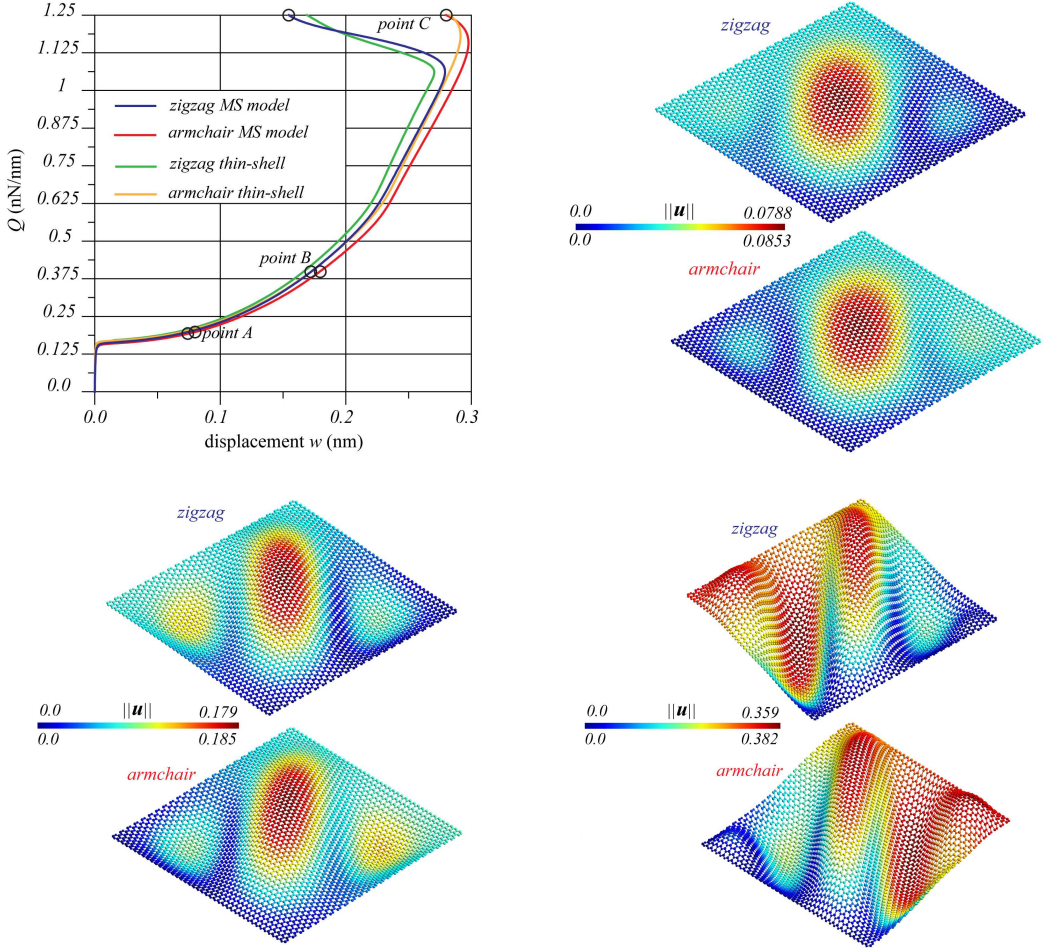 1.25
1.125
1
0.875
0.75
0.625
0.5
0.375
0.25
0.125
0.0
Q (nN/nm)
point C
zigzag MS model
armchair MS model
zigzag thin-shell
armchair thin-shell
point B
point A
0.0 0.1 0.2 0.3
displacement w (nm)
zigzag
0.0 ||u|| 0.0788
0.0 0.0853
armchair
zigzag
0.0 ||u|| 0.179
0.0 0.185
armchair
zigzag
0.0 ||u|| 0.359
0.0 0.382
armchair